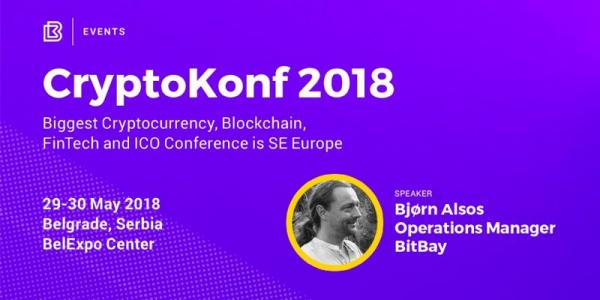 EVENTS
CryptoKonf 2018
Biggest Cryptocurrency, Blockchain,
FinTech and ICO Conference is SE Europe
29-30 May 2018
Belgrade, Serbia
BelExpo Center
SPEAKER
Bjørn Alsos
Operations Manager
BitBay